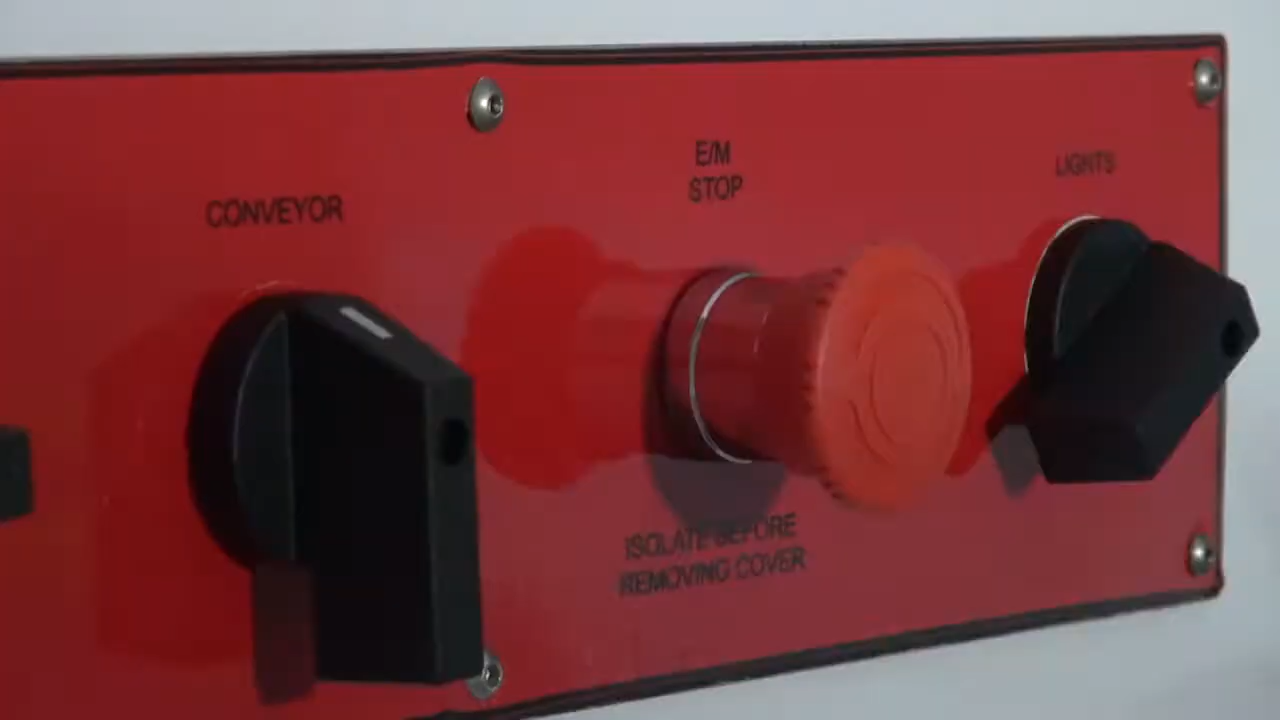 CONVEYOR
E/M
STOP
LIGHTS
ISOLATE BEFORE
REMOVING COVER